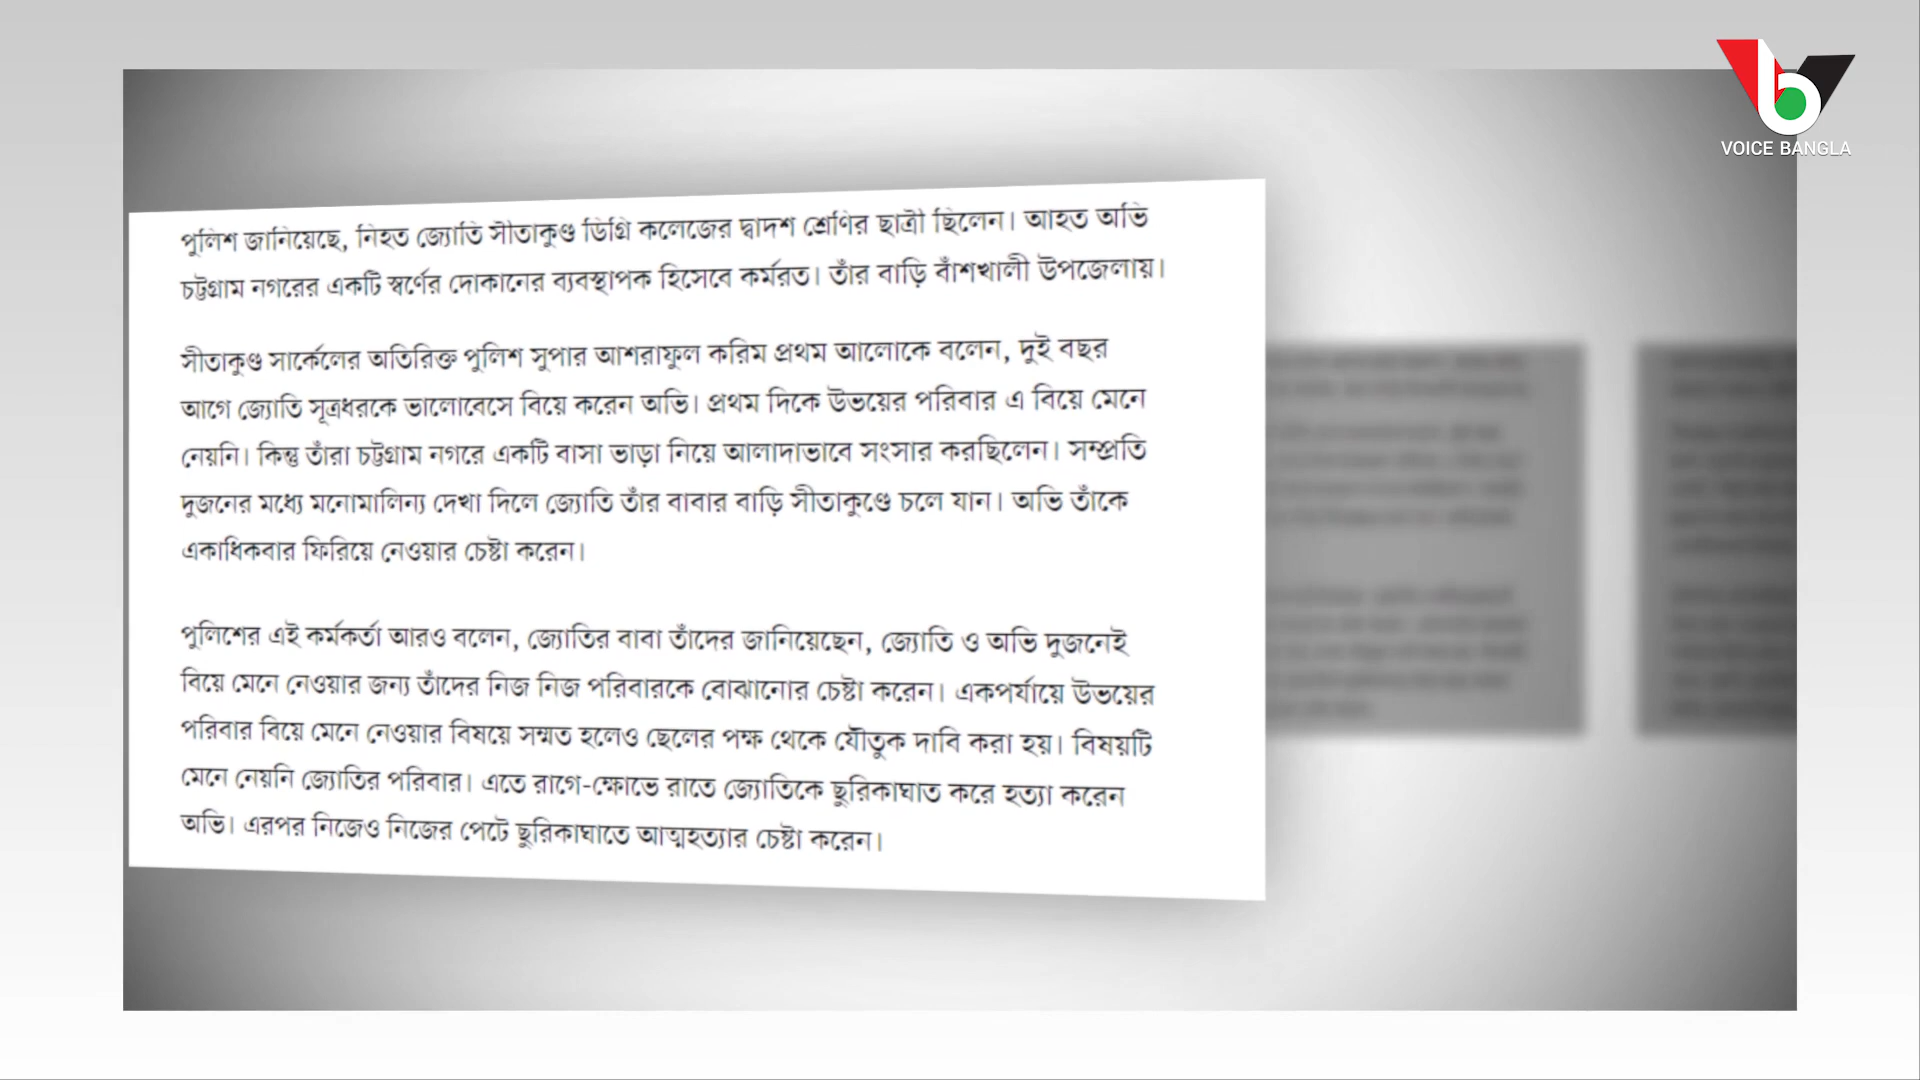 VOICE BANGLA
পুলিশ জানিয়েছে, নিহত জ্যোতি সীতাকুণ্ড ডিগ্রি কলেজের দ্বাদশ শ্রেণির ছাত্রী ছিলেন। আহত অভি
চট্টগ্রাম নগরের একটি স্বর্ণের দোকানের ব্যবস্থাপক হিসেবে কর্মরত। তাঁর বাড়ি বাঁশখালী উপজেলায়।
সীতাকুণ্ড সার্কেলের অতিরিক্ত পুলিশ সুপার আশরাফুল করিম প্রথম আলোকে বলেন, দুই বছর
আগে জ্যোতি সূত্রধরকে ভালোবেসে বিয়ে করেন অভি। প্রথম দিকে উভয়ের পরিবার এ বিয়ে মেনে
নেয়নি। কিন্তু তাঁরা চট্টগ্রাম নগরে একটি বাসা ভাড়া নিয়ে আলাদাভাবে সংসার করছিলেন। সম্প্রতি
দুজনের মধ্যে মনোমালিন্য দেখা দিলে জ্যোতি তাঁর বাবার বাড়ি সীতাকুণ্ডে চলে যান। অভি তাঁকে
একাধিকবার ফিরিয়ে নেওয়ার চেষ্টা করেন।
পুলিশের এই কর্মকর্তা আরও বলেন, জ্যোতির বাবা তাঁদের জানিয়েছেন, জ্যোতি ও অভি দুজনেই
বিয়ে মেনে নেওয়ার জন্য তাঁদের নিজ নিজ পরিবারকে বোঝানোর চেষ্টা করেন। একপর্যায়ে উভয়ের
পরিবার বিয়ে মেনে নেওয়ার বিষয়ে সম্মত হলেও ছেলের পক্ষ থেকে যৌতুক দাবি করা হয়। বিষয়টি
মেনে নেয়নি জ্যোতির পরিবার। এতে রাগে-ক্ষোভে রাতে জ্যোতিকে ছুরিকাঘাত করে হত্যা করেন
অভি। এরপর নিজেও নিজের পেটে ছুরিকাঘাতে আত্মহত্যার চেষ্টা করেন।